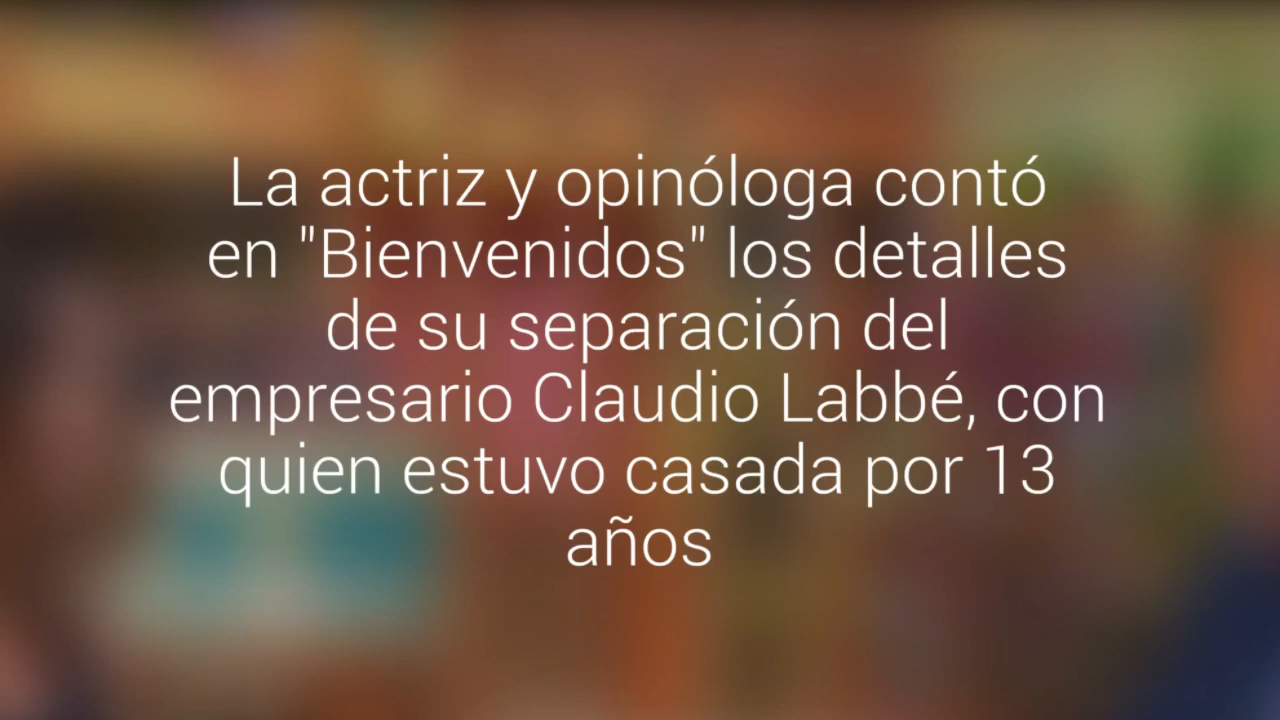 La actriz y opinóloga contó
en "Bienvenidos" los detalles
de su separación del
empresario Claudio Labbé, con
quien estuvo casada por 13
años